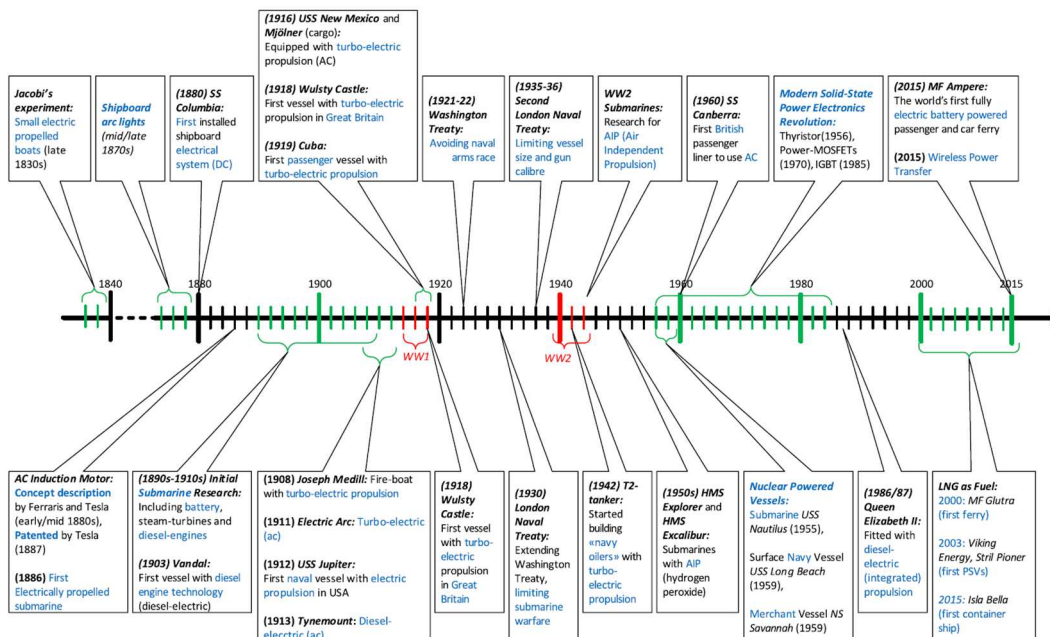 (1916) USS New Mexico and
Mjölner (cargo):
Equipped with turbo-electric
propulsion (AC)
(1918) Wulsty Castle:
First vessel with turbo-electric
propulsion in Great Britain
(1919) Cuba:
First passenger vessel with
turbo-electric propulsion
Jacobi's
experiment:
Small electric
propelled
boats (late
1830s)
Shipboard
arc lights
(mid/late
1870s)
(1880) SS
Columbia:
First installed
shipboard
electrical
system (DC)
(1921-22)
Washington
Treaty:
Avoiding naval
arms race
(1935-36)
Second
London Naval
Treaty:
Limiting vessel
size and gun
calibre
WW2
Submarines:
Research for
AIP (Air
Independent
Propulsion)
(1960) SS
Canberra:
First British
passenger
liner to use AC
Modern Solid-State
Power Electronics
Revolution:
Thyristor(1956),
Power-MOSFETs
(1970), IGBT (1985)
(2015) MF Ampere:
The world's first fully
electric battery powered
passenger and car ferry
(2015) Wireless Power
Transfer
1840
1880
1900
1920
1940
1960
1980
2000
2015
WW1
WW2
AC Induction Motor:
Concept description
by Ferraris and Tesla
(early/mid 1880s),
Patented by Tesla
(1887)
(1886) First
Electrically propelled
submarine
(1890s-1910s) Initial
Submarine Research:
Including battery,
steam-turbines and
diesel-engines
(1903) Vandal:
First vessel with diesel
engine technology
(diesel-electric)
(1908) Joseph Medill: Fire-boat
with turbo-electric propulsion
(1911) Electric Arc: Turbo-electric
(ac)
(1912) USS Jupiter:
First naval vessel with electric
propulsion in USA
(1913) Tynemount: Diesel-
elecctric (ac)
(1918)
Wulsty
Castle:
First vessel
with turbo-
electric
propulsion
in Great
Britain
(1930)
London
Naval
Treaty:
Extending
Washington
Treaty,
limiting
submarine
warfare
(1942) T2-
tanker:
Started
building
«navy
oilers» with
turbo-
electric
propulsion
(1950s) HMS
Explorer and
HMS
Excalibur:
Submarines
with AIP
(hydrogen
peroxide)
Nuclear Powered
Vessels:
Submarine USS
Nautilus (1955),
Surface Navy Vessel
USS Long Beach
(1959),
Merchant Vessel NS
Savannah (1959)
(1986/87)
Queen
Elizabeth II:
Fitted with
diesel-
electric
(integrated)
propulsion
LNG as Fuel:
2000: MF Glutra
(first ferry)
2003: Viking
Energy, Stril Pioner
(first PSVs)
2015: Isla Bella
(first container
ship)